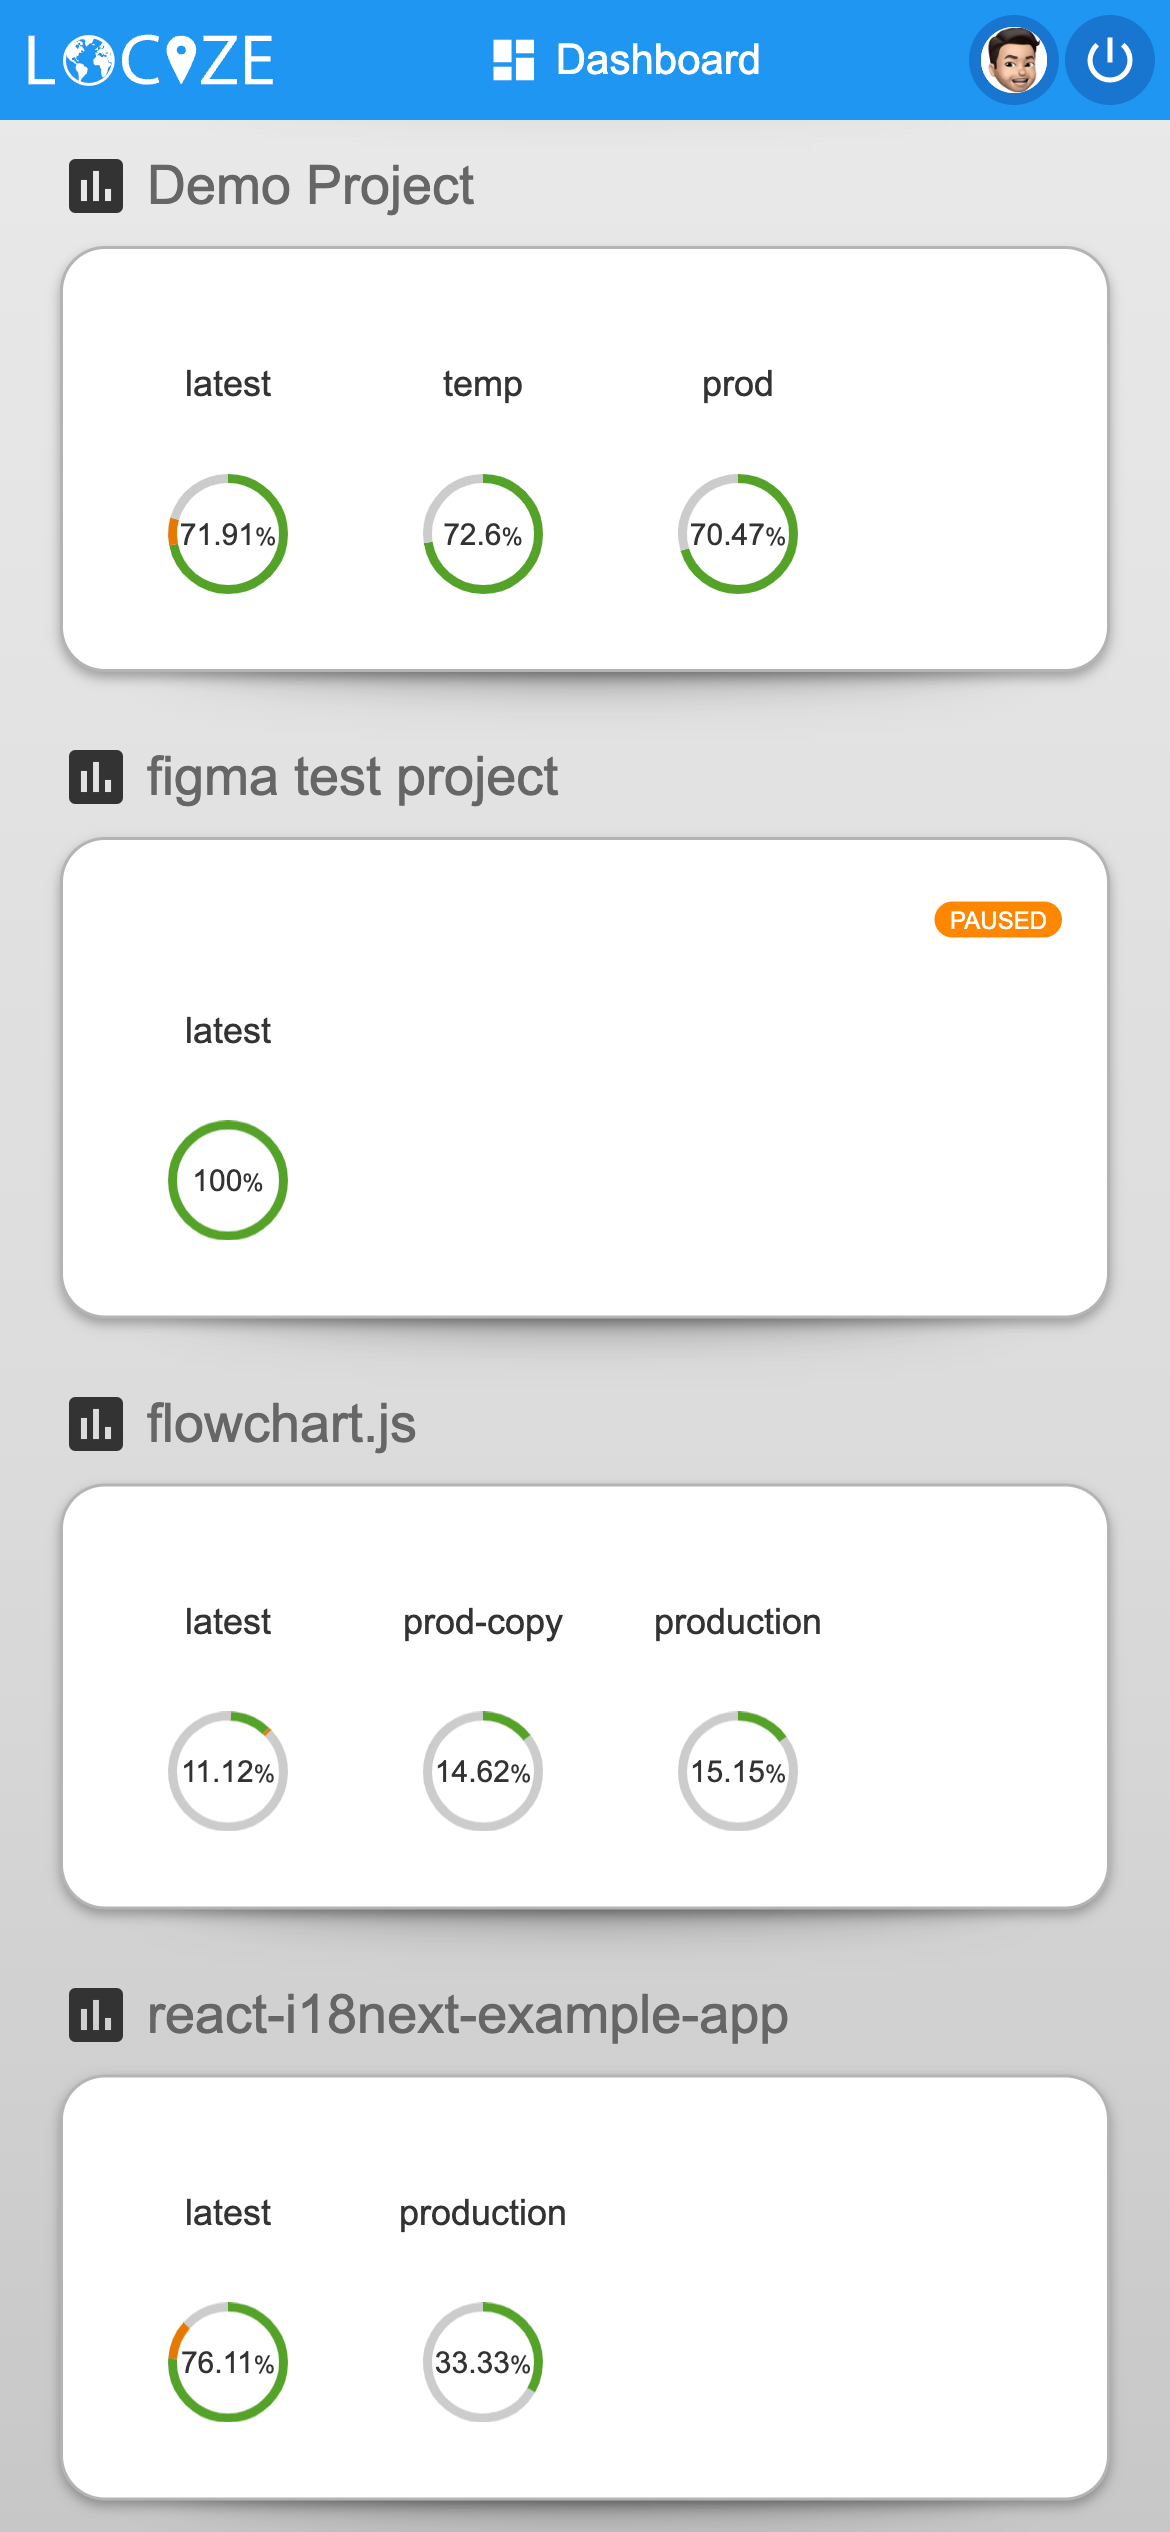 LOCIZE
Dashboard
Demo Project
latest temp prod
71.91% 72.6% 70.47%
figma test project
PAUSED
latest
100%
flowchart.js
latest prod-copy production
11.12% 14.62% 15.15%
react-i18next-example-app
latest production
76.11% 33.33%